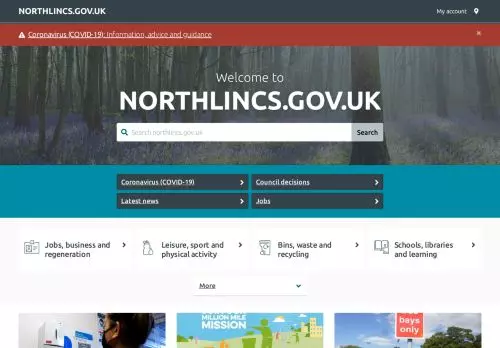 NORTHLINCS.GOV.UK
My account
Coronavirus (COVID-19): Information, advice and guidance
×
Welcome to
NORTHLINCS.GOV.UK
Search northlincs.gov.uk
Search
Coronavirus (COVID-19)
Council decisions
Latest news
Jobs
Jobs, business and
regeneration
Leisure, sport and
physical activity
Bins, waste and
recycling
Schools, libraries
and learning
More
MILLION MILE
MISSION
bays
only